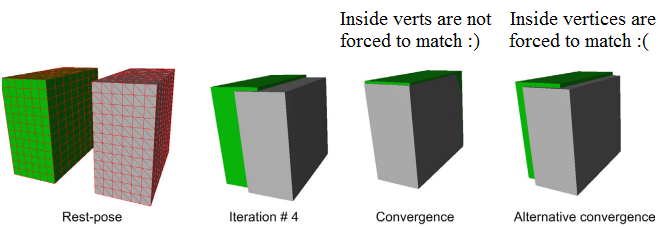 Inside verts are not
forced to match :)
Inside vertices are
forced to match :(
Rest-pose
Iteration # 4
Convergence
Alternative convergence